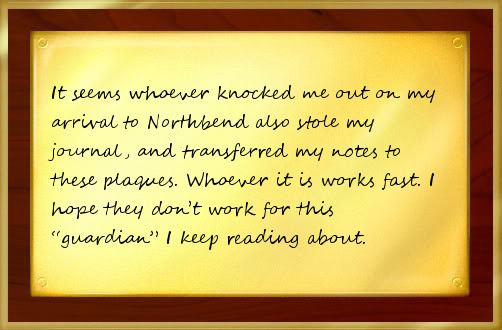 It seems whoever knocked me out on my
arrival to Northbend also stole my
journal, and transferred my notes to
these plaques. Whoever it is works fast. I
hope they don't work for this
“guardian” I keep reading about.